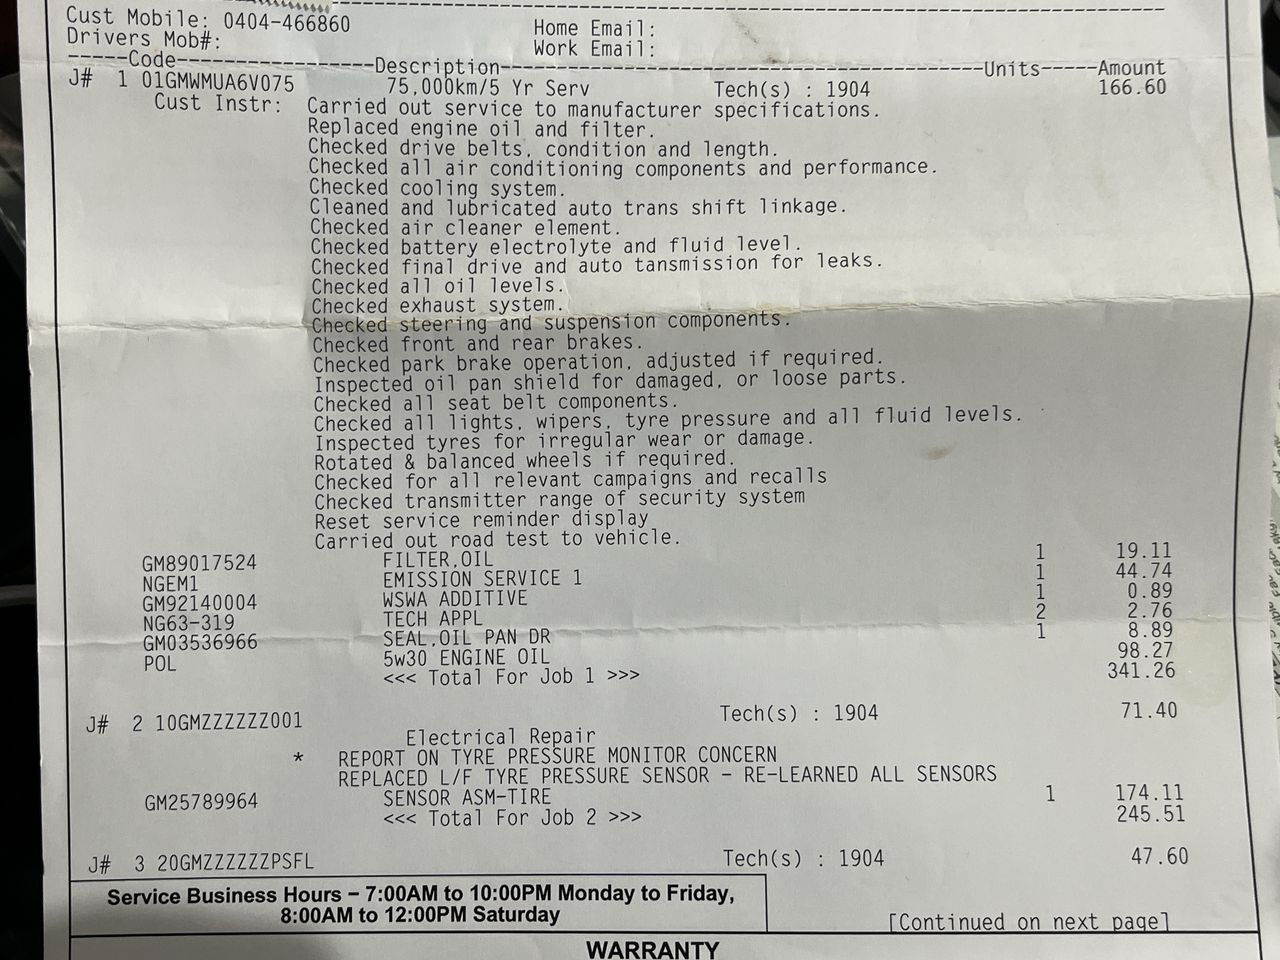 Cust Mobile: 0404-466860 Home Email:
Drivers Mob#: Work Email:
-----Code-----------------Description------------------------------------------Units-----Amount
J# 1 01GMWMUA6V075 75,000km/5 Yr Serv Tech(s) : 1904 166.60
Cust Instr: Carried out service to manufacturer specifications.
Replaced engine oil and filter.
Checked drive belts, condition and length.
Checked all air conditioning components and performance.
Checked cooling system.
Cleaned and lubricated auto trans shift linkage.
Checked air cleaner element.
Checked battery electrolyte and fluid level.
Checked final drive and auto tansmission for leaks.
Checked all oil levels.
Checked exhaust system.
Checked steering and suspension components.
Checked front and rear brakes.
Checked park brake operation, adjusted if required.
Inspected oil pan shield for damaged, or loose parts.
Checked all seat belt components.
Checked all lights, wipers, tyre pressure and all fluid levels.
Inspected tyres for irregular wear or damage.
Rotated & balanced wheels if required.
Checked for all relevant campaigns and recalls
Checked transmitter range of security system
Reset service reminder display
Carried out road test to vehicle.
GM89017524 FILTER,OIL 1 19.11
NGEM1 EMISSION SERVICE 1 1 44.74
GM92140004 WSWA ADDITIVE 1 0.89
NG63-319 TECH APPL 2 2.76
GM03536966 SEAL,OIL PAN DR 1 8.89
POL 5w30 ENGINE OIL 98.27
<<< Total For Job 1 >>> 341.26
J# 2 10GMZZZZZZ001 Tech(s) : 1904 71.40
Electrical Repair
* REPORT ON TYRE PRESSURE MONITOR CONCERN
REPLACED L/F TYRE PRESSURE SENSOR - RE-LEARNED ALL SENSORS
GM25789964 SENSOR ASM-TIRE 1 174.11
<<< Total For Job 2 >>> 245.51
J# 3 20GMZZZZZZPSFL Tech(s) : 1904 47.60
Service Business Hours – 7:00AM to 10:00PM Monday to Friday,
8:00AM to 12:00PM Saturday
[Continued on next page]
WARRANTY